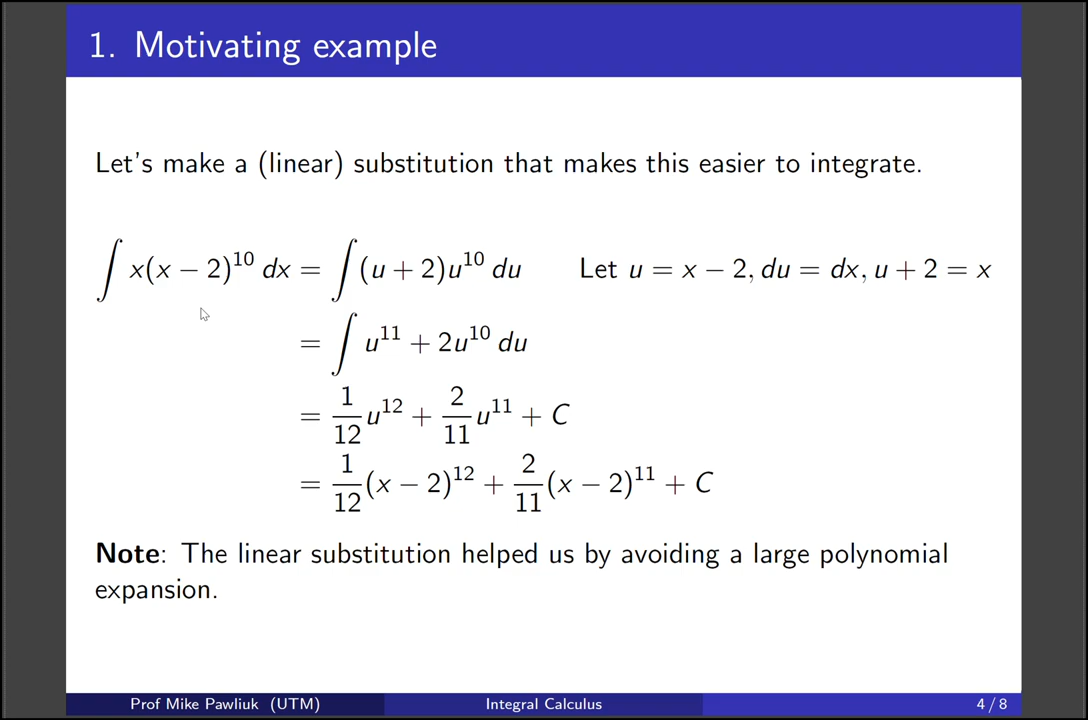 1. Motivating example
Let's make a (linear) substitution that makes this easier to integrate.
∫ x(x − 2)¹⁰ dx = ∫ (u + 2)u¹⁰ du Let u = x − 2, du = dx, u + 2 = x
= ∫ u¹¹ + 2u¹⁰ du
= 1/12 u¹² + 2/11 u¹¹ + C
= 1/12 (x − 2)¹² + 2/11 (x − 2)¹¹ + C
Note: The linear substitution helped us by avoiding a large polynomial
expansion.
Prof Mike Pawliuk (UTM) Integral Calculus 4 / 8